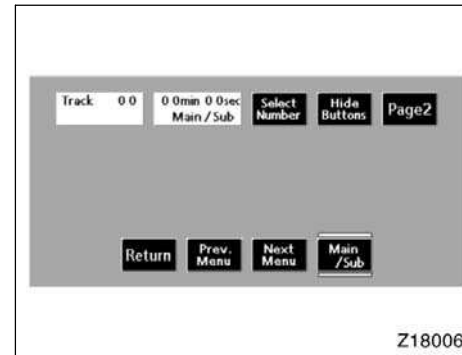 Track 0 0
0 0min 0 0sec
Main / Sub
Select
Number
Hide
Buttons
Page2
Return
Prev.
Menu
Next
Menu
Main
/Sub
Z18006